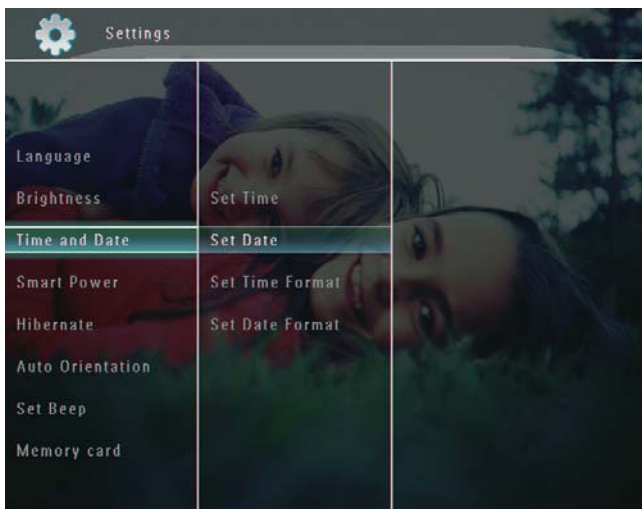 Settings
Language
Brightness
Time and Date
Smart Power
Hibernate
Auto Orientation
Set Beep
Memory card
Set Time
Set Date
Set Time Format
Set Date Format